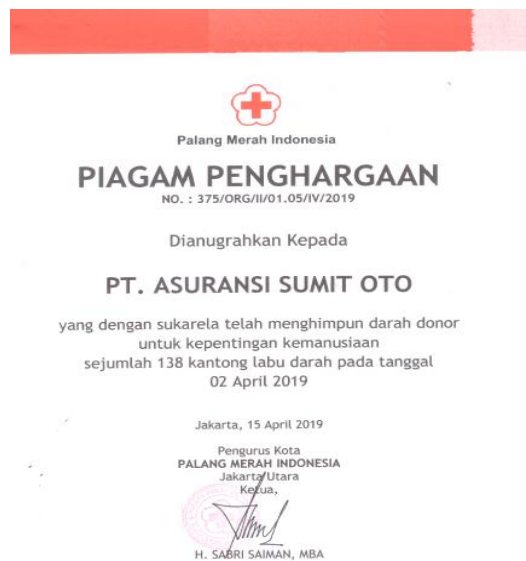 Palang Merah Indonesia
PIAGAM PENGHARGAAN
NO. : 375/ORG/II/01.05/IV/2019
Dianugrahkan Kepada
PT. ASURANSI SUMIT OTO
yang dengan sukarela telah menghimpun darah donor
untuk kepentingan kemanusiaan
sejumlah 138 kantong labu darah pada tanggal
02 April 2019
Jakarta, 15 April 2019
Pengurus Kota
PALANG MERAH INDONESIA
Jakarta Utara
Ketua,
H. SABRI SAIMAN, MBA